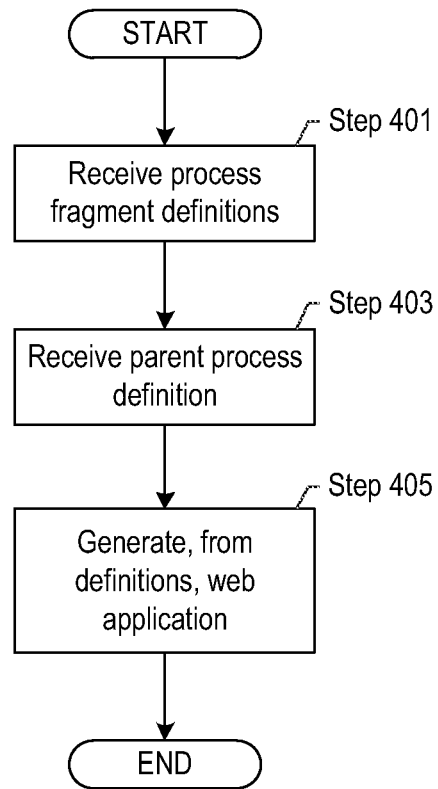 START
Step 401
Receive process
fragment definitions
Step 403
Receive parent process
definition
Step 405
Generate, from
definitions, web
application
END